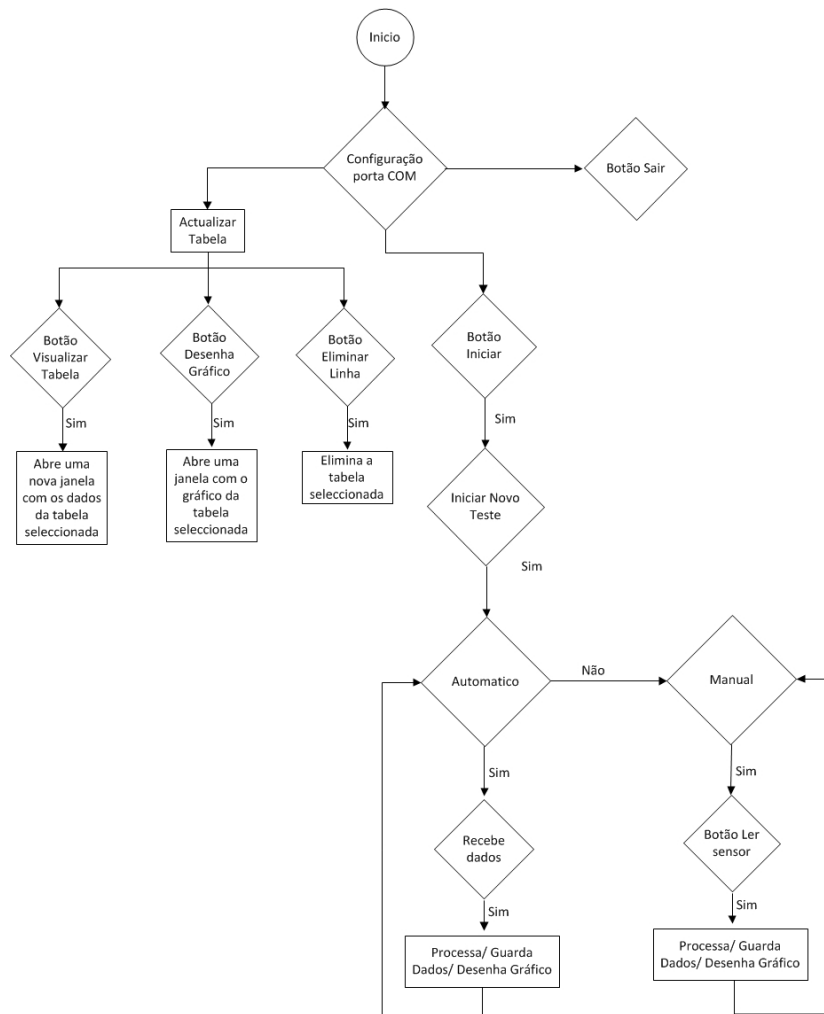 Inicio
Configuração
porta COM
Botão Sair
Actualizar
Tabela
Botão
Visualizar
Tabela
Botão
Desenha
Gráfico
Botão
Eliminar
Linha
Botão
Iniciar
Sim
Sim
Sim
Sim
Abre uma
nova janela
com os dados
da tabela
seleccionada
Abre uma
janela com o
gráfico da
tabela
seleccionada
Elimina a
tabela
seleccionada
Iniciar Novo
Teste
Sim
Automatico
Não
Manual
Sim
Sim
Recebe
dados
Botão Ler
sensor
Sim
Sim
Processa/ Guarda
Dados/ Desenha Gráfico
Processa/ Guarda
Dados/ Desenha Gráfico